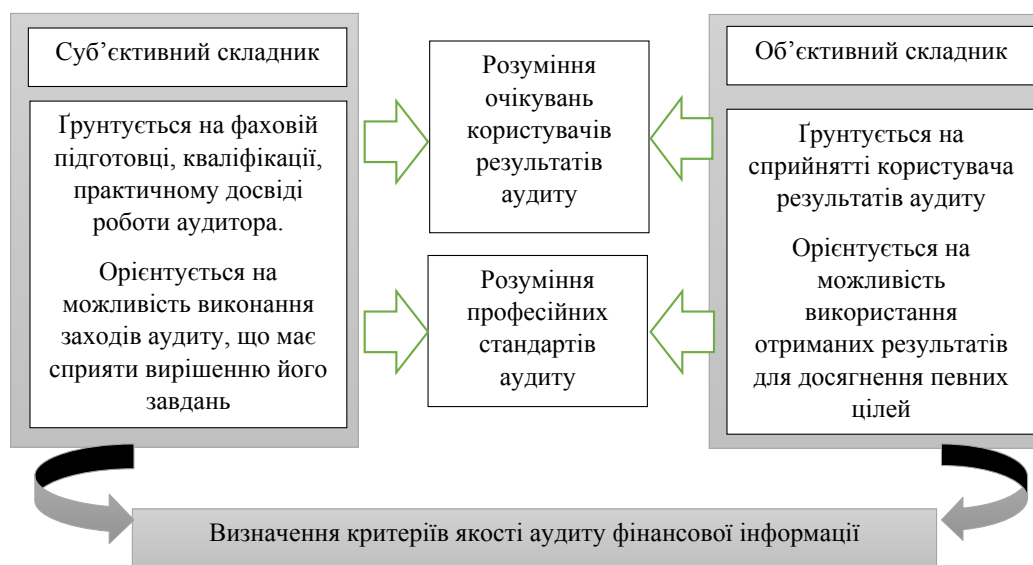 Суб’єктивний складник
Ґрунтується на фаховій
підготовці, кваліфікації,
практичному досвіді
роботи аудитора.
Орієнтується на
можливість виконання
заходів аудиту, що має
сприяти вирішенню його
завдань
Розуміння
очікувань
користувачів
результатів
аудиту
Розуміння
професійних
стандартів
аудиту
Об’єктивний складник
Ґрунтується на
сприйнятті користувача
результатів аудиту
Орієнтується на
можливість
використання
отриманих результатів
для досягнення певних
цілей
Визначення критеріїв якості аудиту фінансової інформації